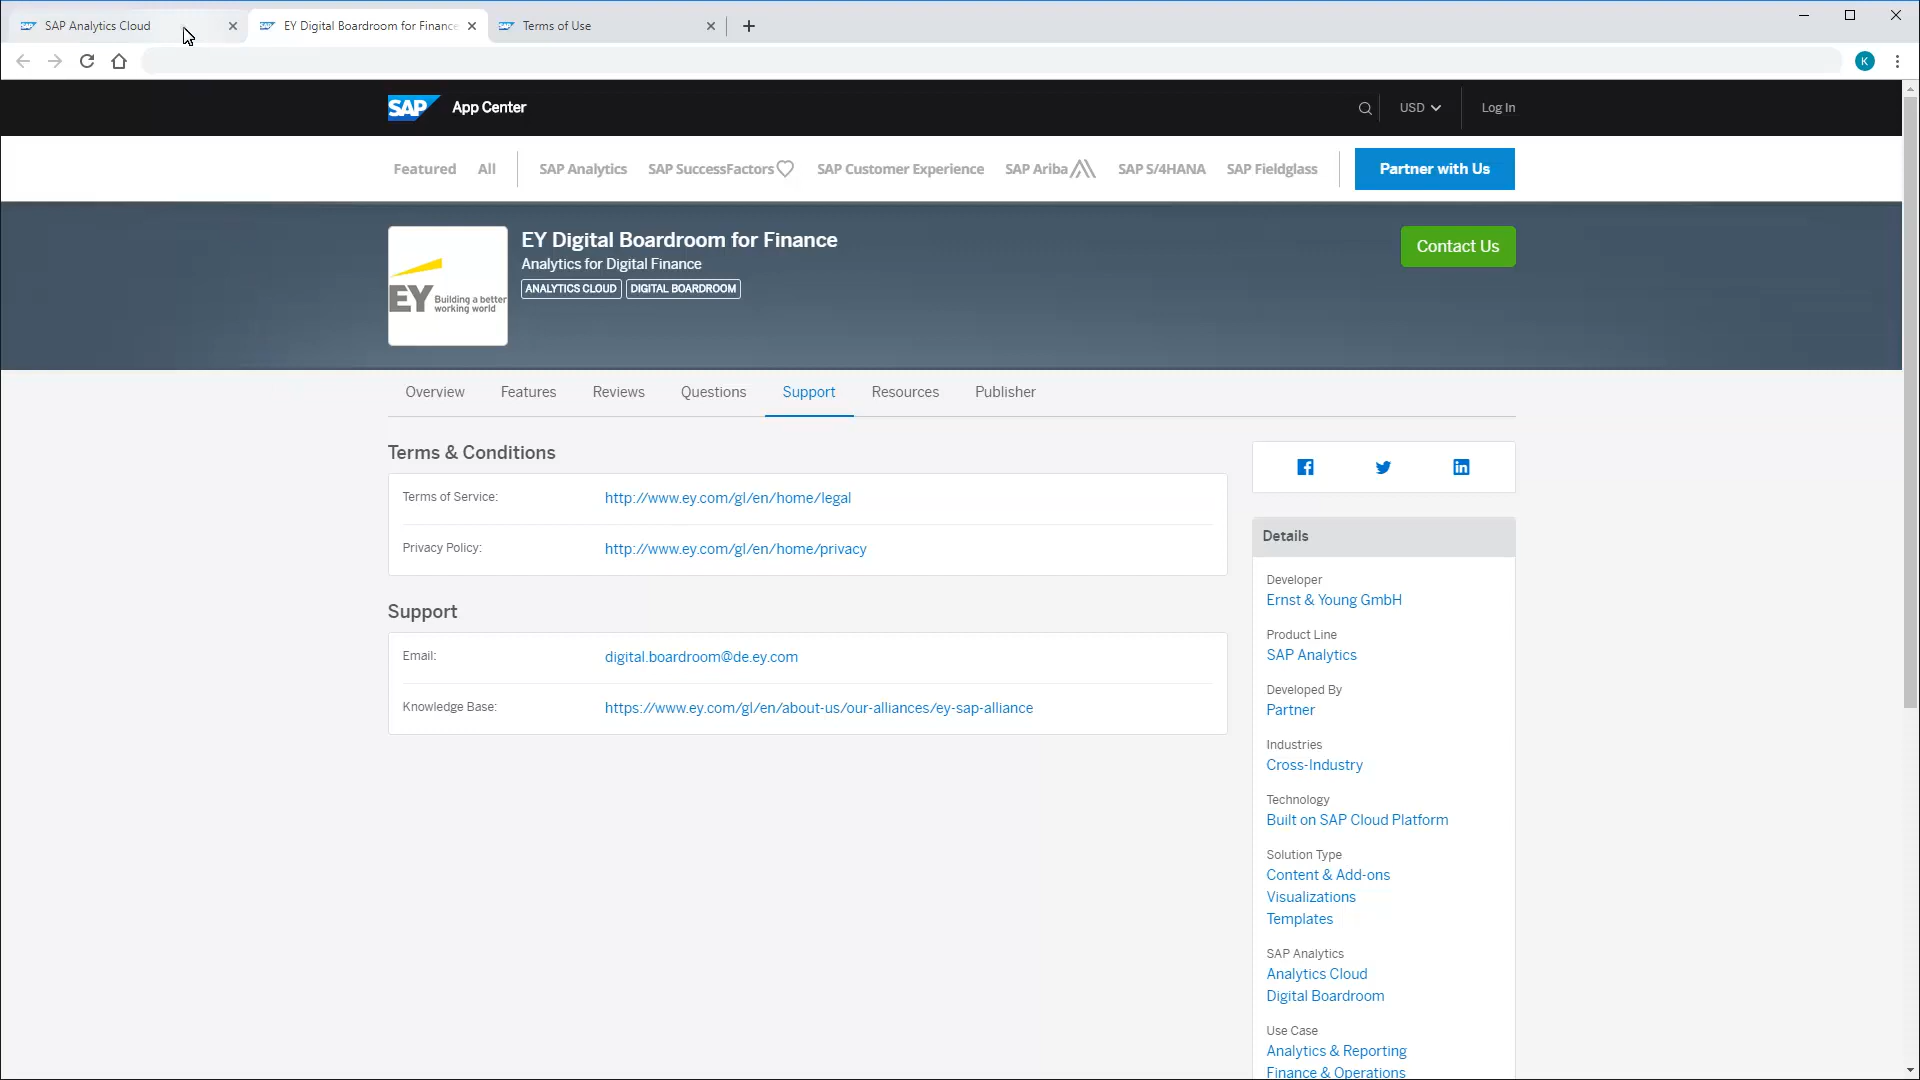 SAP Analytics Cloud
EY Digital Boardroom for Finance
Terms of Use
K
SAP App Center
USD
Log In
Featured
All
SAP Analytics
SAP SuccessFactors
SAP Customer Experience
SAP Ariba
SAP S/4HANA
SAP Fieldglass
Partner with Us
EY Building a better
working world
EY Digital Boardroom for Finance
Analytics for Digital Finance
ANALYTICS CLOUD
DIGITAL BOARDROOM
Contact Us
Overview
Features
Reviews
Questions
Support
Resources
Publisher
Terms & Conditions
Terms of Service: http://www.ey.com/gl/en/home/legal
Privacy Policy: http://www.ey.com/gl/en/home/privacy
Support
Email: digital.boardroom@de.ey.com
Knowledge Base: https://www.ey.com/gl/en/about-us/our-alliances/ey-sap-alliance
Details
Developer
Ernst & Young GmbH
Product Line
SAP Analytics
Developed By
Partner
Industries
Cross-Industry
Technology
Built on SAP Cloud Platform
Solution Type
Content & Add-ons
Visualizations
Templates
SAP Analytics
Analytics Cloud
Digital Boardroom
Use Case
Analytics & Reporting
Finance & Operations